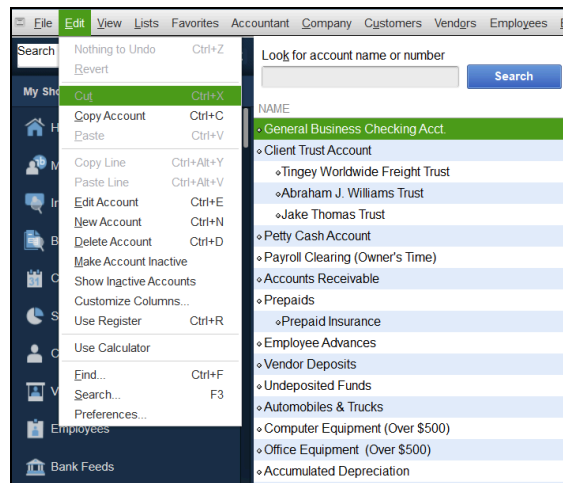 File Edit View Lists Favorites Accountant Company Customers Vendors Employees
Search
Nothing to Undo Ctrl+Z
Revert
Cut Ctrl+X
Copy Account Ctrl+C
Paste Ctrl+V
Copy Line Ctrl+Alt+Y
Paste Line Ctrl+Alt+V
Edit Account Ctrl+E
New Account Ctrl+N
Delete Account Ctrl+D
Make Account Inactive
Show Inactive Accounts
Customize Columns...
Use Register Ctrl+R
Use Calculator
Find... Ctrl+F
Search... F3
Preferences...
My Sho
Employees
Bank Feeds
Look for account name or number
Search
NAME
General Business Checking Acct.
Client Trust Account
Tingey Worldwide Freight Trust
Abraham J. Williams Trust
Jake Thomas Trust
Petty Cash Account
Payroll Clearing (Owner's Time)
Accounts Receivable
Prepaids
Prepaid Insurance
Employee Advances
Vendor Deposits
Undeposited Funds
Automobiles & Trucks
Computer Equipment (Over $500)
Office Equipment (Over $500)
Accumulated Depreciation